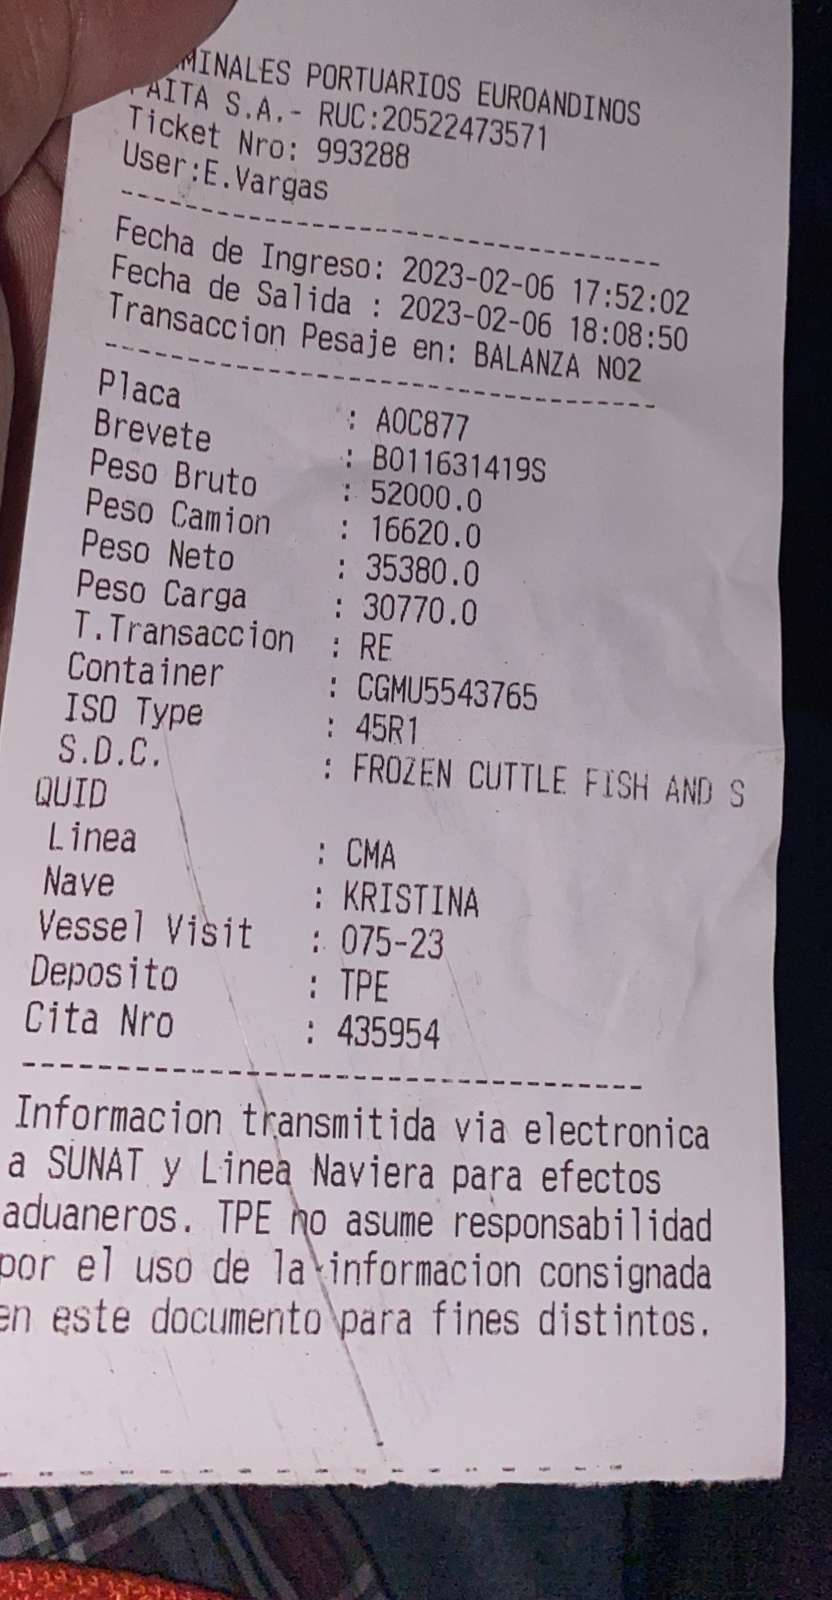 MINALES PORTUARIOS EUROANDINOS
AITA S.A.- RUC:20522473571
Ticket Nro: 993288
User:E.Vargas
Fecha de Ingreso: 2023-02-06 17:52:02
Fecha de Salida : 2023-02-06 18:08:50
Transaccion Pesaje en: BALANZA N02
Placa : A0C877
Brevete : B011631419S
Peso Bruto : 52000.0
Peso Camion : 16620.0
Peso Neto : 35380.0
Peso Carga : 30770.0
T.Transaccion : RE
Container : CGMU5543765
ISO Type : 45R1
S.D.C. : FROZEN CUTTLE FISH AND S
QUID
Linea : CMA
Nave : KRISTINA
Vessel Visit : 075-23
Deposito : TPE
Cita Nro : 435954
Informacion transmitida via electronica
a SUNAT y Linea Naviera para efectos
aduaneros. TPE no asume responsabilidad
por el uso de la informacion consignada
en este documento para fines distintos.